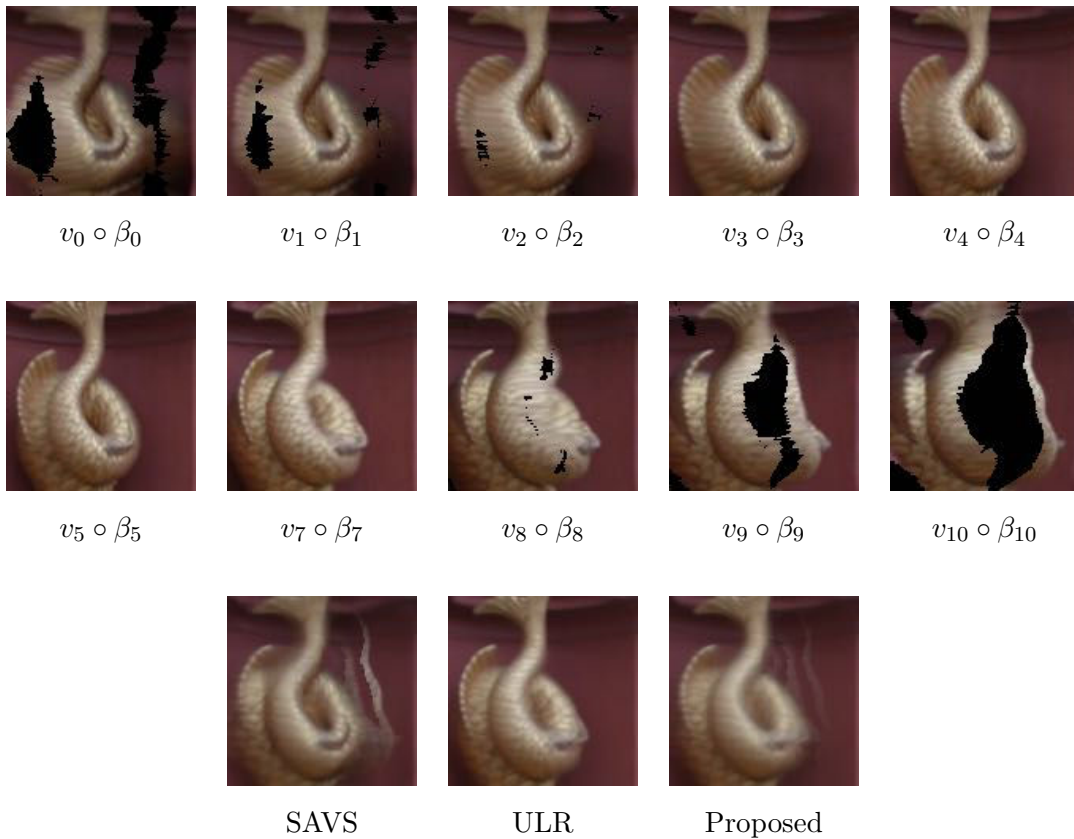 v₀ ∘ β₀ v₁ ∘ β₁ v₂ ∘ β₂ v₃ ∘ β₃ v₄ ∘ β₄
v₅ ∘ β₅ v₇ ∘ β₇ v₈ ∘ β₈ v₉ ∘ β₉ v₁₀ ∘ β₁₀
SAVS ULR Proposed